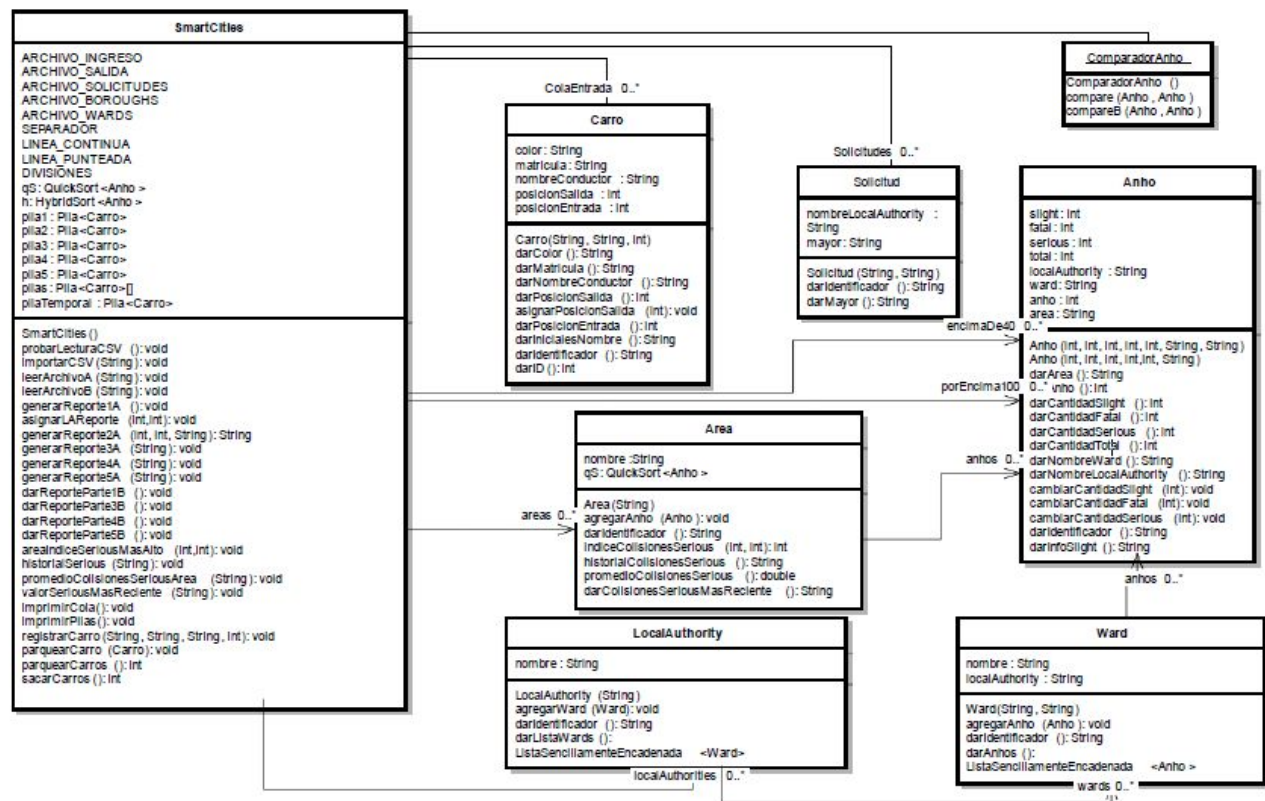 SmartCities
ARCHIVO_INGRESO
ARCHIVO_SALIDA
ARCHIVO_SOLICITUDES
ARCHIVO_BOROUGHS
ARCHIVO_WARDS
SEPARADOR
LINEA_CONTINUA
LINEA_PUNTEADA
DIVISIONES
qS: QuickSort <Anho >
h: HybridSort <Anho >
pila1 : Pila<Carro>
pila2 : Pila<Carro>
pila3 : Pila<Carro>
pila4 : Pila<Carro>
pila5 : Pila<Carro>
pilas : Pila<Carro>[]
pilaTemporal : Pila<Carro>
SmartCities ()
probarLecturaCSV (): void
importarCSV (String): void
leerArchivoA (String): void
leerArchivoB (String): void
generarReporte1A (): void
asignarLAReporte (int,int): void
generarReporte2A (int, int, String): String
generarReporte3A (String): void
generarReporte4A (String): void
generarReporte5A (String): void
darReporteParte1B (): void
darReporteParte3B (): void
darReporteParte4B (): void
darReporteParte5B (): void
areaIndiceSeriousMasAlto (int,int): void
historialSerious (String): void
promedioColisionesSeriousArea (String): void
valorSeriousMasReciente (String): void
imprimirCola(): void
imprimirPilas(): void
registrarCarro (String, String, String, int): void
parquearCarro (Carro): void
parquearCarros (): int
sacarCarros (): int
ColaEntrada 0..*
Carro
color : String
matricula : String
nombreConductor : String
posicionSalida : int
posicionEntrada : int
Carro(String, String, int)
darColor (): String
darMatricula (): String
darNombreConductor (): String
darPosicionSalida (): int
asignarPosicionSalida (int): void
darPosicionEntrada (): int
darInicialesNombre (): String
darIdentificador (): String
darID (): int
Solicitudes 0..*
Solicitud
nombreLocalAuthority :
String
mayor : String
Solicitud (String, String)
darIdentificador (): String
darMayor (): String
ComparadorAnho
ComparadorAnho ()
compare (Anho , Anho )
compareB (Anho , Anho )
Anho
slight : int
fatal : int
serious : int
total : int
localAuthority : String
ward : String
anho : int
area : String
encimaDe40 0..*
Anho (int, int, int, int, int, String, String)
Anho (int, int, int, int,int, String)
darArea (): String
porEncima100 0..*
Anho (): int
darCantidadSlight (): int
darCantidadFatal (): int
darCantidadSerious (): int
darCantidadTotal (): int
darNombreWard (): String
darNombreLocalAuthority (): String
cambiarCantidadSlight (int): void
cambiarCantidadFatal (int): void
cambiarCantidadSerious (int): void
darIdentificador (): String
darInfoSlight (): String
anhos 0..*
areas 0..*
Area
nombre :String
qS : QuickSort <Anho >
Area (String)
agregarAnho (Anho ): void
darIdentificador (): String
indiceColisionesSerious (int, int): int
historialColisionesSerious (): String
promedioColisionesSerious (): double
darColisionesSeriousMasReciente (): String
anhos 0..*
LocalAuthority
nombre : String
LocalAuthority (String)
agregarWard (Ward): void
darIdentificador (): String
darListaWards ():
ListaSencillamenteEncadenada <Ward>
localAuthorities 0..*
Ward
nombre : String
localAuthority : String
Ward(String, String)
agregarAnho (Anho ): void
darIdentificador (): String
darAnhos ():
ListaSencillamenteEncadenada <Anho >
wards 0..*